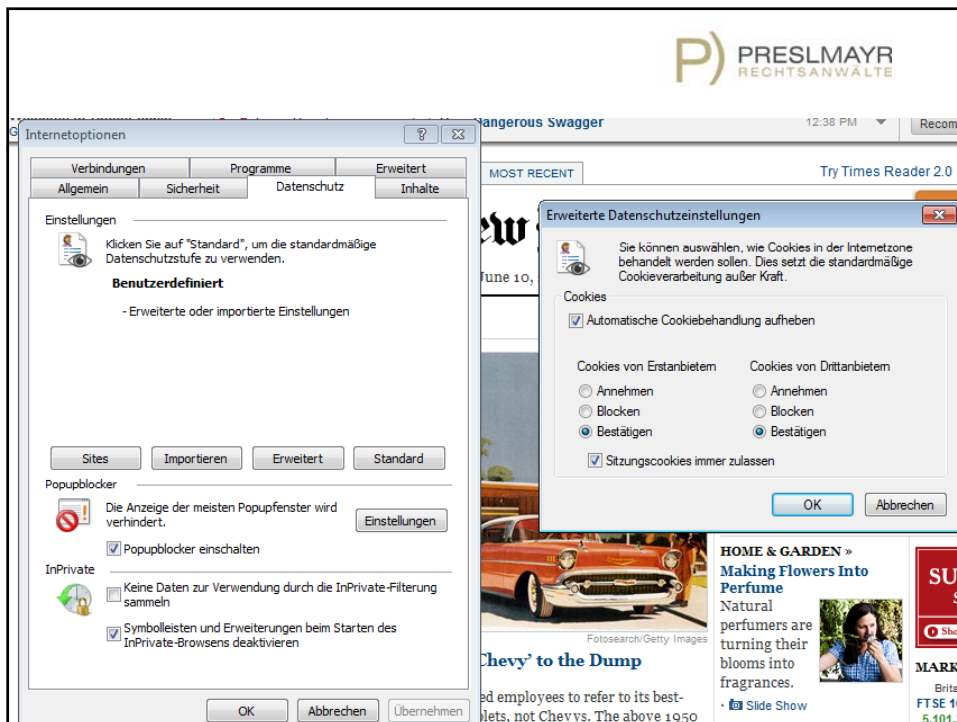 P) PRESLMAYR
RECHTSANWÄLTE
Dangerous Swagger
12:38 PM
Recom
Internetoptionen
Verbindungen
Programme
Erweitert
Allgemein
Sicherheit
Datenschutz
Inhalte
Einstellungen
Klicken Sie auf "Standard", um die standardmäßige
Datenschutzstufe zu verwenden.
Benutzerdefiniert
- Erweiterte oder importierte Einstellungen
Sites
Importieren
Erweitert
Standard
Popupblocker
Die Anzeige der meisten Popupfenster wird
verhindert.
Einstellungen
Popupblocker einschalten
InPrivate
Keine Daten zur Verwendung durch die InPrivate-Filterung
sammeln
Symbolleisten und Erweiterungen beim Starten des
InPrivate-Browsens deaktivieren
OK
Abbrechen
Übernehmen
MOST RECENT
Try Times Reader 2.0
ew
June 10,
Erweiterte Datenschutzeinstellungen
Sie können auswählen, wie Cookies in der Internetzone
behandelt werden sollen. Dies setzt die standardmäßige
Cookieverarbeitung außer Kraft.
Cookies
Automatische Cookiebehandlung aufheben
Cookies von Erstanbietern
Cookies von Drittanbietern
Annehmen
Annehmen
Blocken
Blocken
Bestätigen
Bestätigen
Sitzungscookies immer zulassen
OK
Abbrechen
Fotosearch/Getty Images
Chevy' to the Dump
ed employees to refer to its best-
lets, not Chevys. The above 1950
HOME & GARDEN »
Making Flowers Into
Perfume
Natural
perfumers are
turning their
blooms into
fragrances.
• Slide Show
SU
Sho
MARK
Brita
FTSE 10
5,101